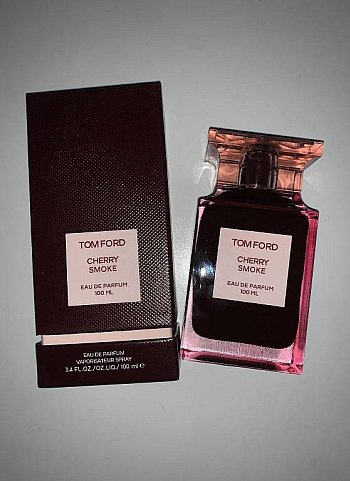 TOM FORD
CHERRY
SMOKE
EAU DE PARFUM
100 ML
EAU DE PARFUM
VAPORISATEUR SPRAY
3.4 FL.OZ./OZ.LIQ./100 ml ℮
TOM FORD
CHERRY
SMOKE
EAU DE PARFUM
100 ML